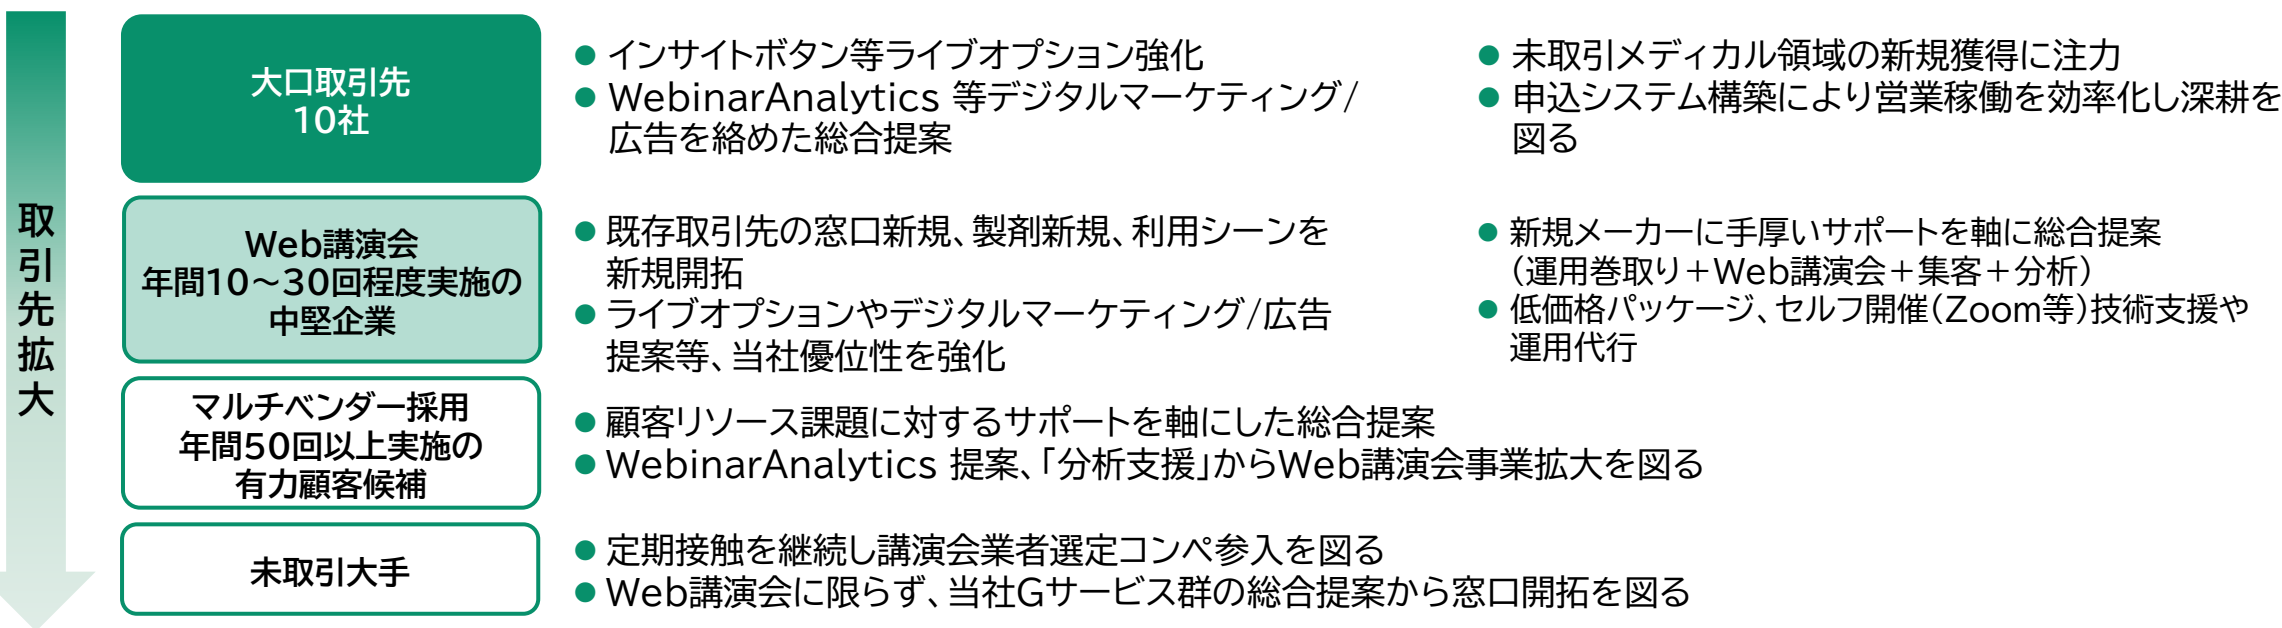 取引先拡大
大口取引先
10社
● インサイトボタン等ライブオプション強化
● WebinarAnalytics 等デジタルマーケティング/
広告を絡めた総合提案
● 未取引メディカル領域の新規獲得に注力
● 申込システム構築により営業稼働を効率化し深耕を
図る
Web講演会
年間10～30回程度実施の
中堅企業
● 既存取引先の窓口新規、製剤新規、利用シーンを
新規開拓
● ライブオプションやデジタルマーケティング/広告
提案等、当社優位性を強化
● 新規メーカーに手厚いサポートを軸に総合提案
（運用巻取り＋Web講演会＋集客＋分析）
● 低価格パッケージ、セルフ開催（Zoom等）技術支援や
運用代行
マルチベンダー採用
年間50回以上実施の
有力顧客候補
● 顧客リソース課題に対するサポートを軸にした総合提案
● WebinarAnalytics 提案、「分析支援」からWeb講演会事業拡大を図る
未取引大手
● 定期接触を継続し講演会業者選定コンペ参入を図る
● Web講演会に限らず、当社Gサービス群の総合提案から窓口開拓を図る